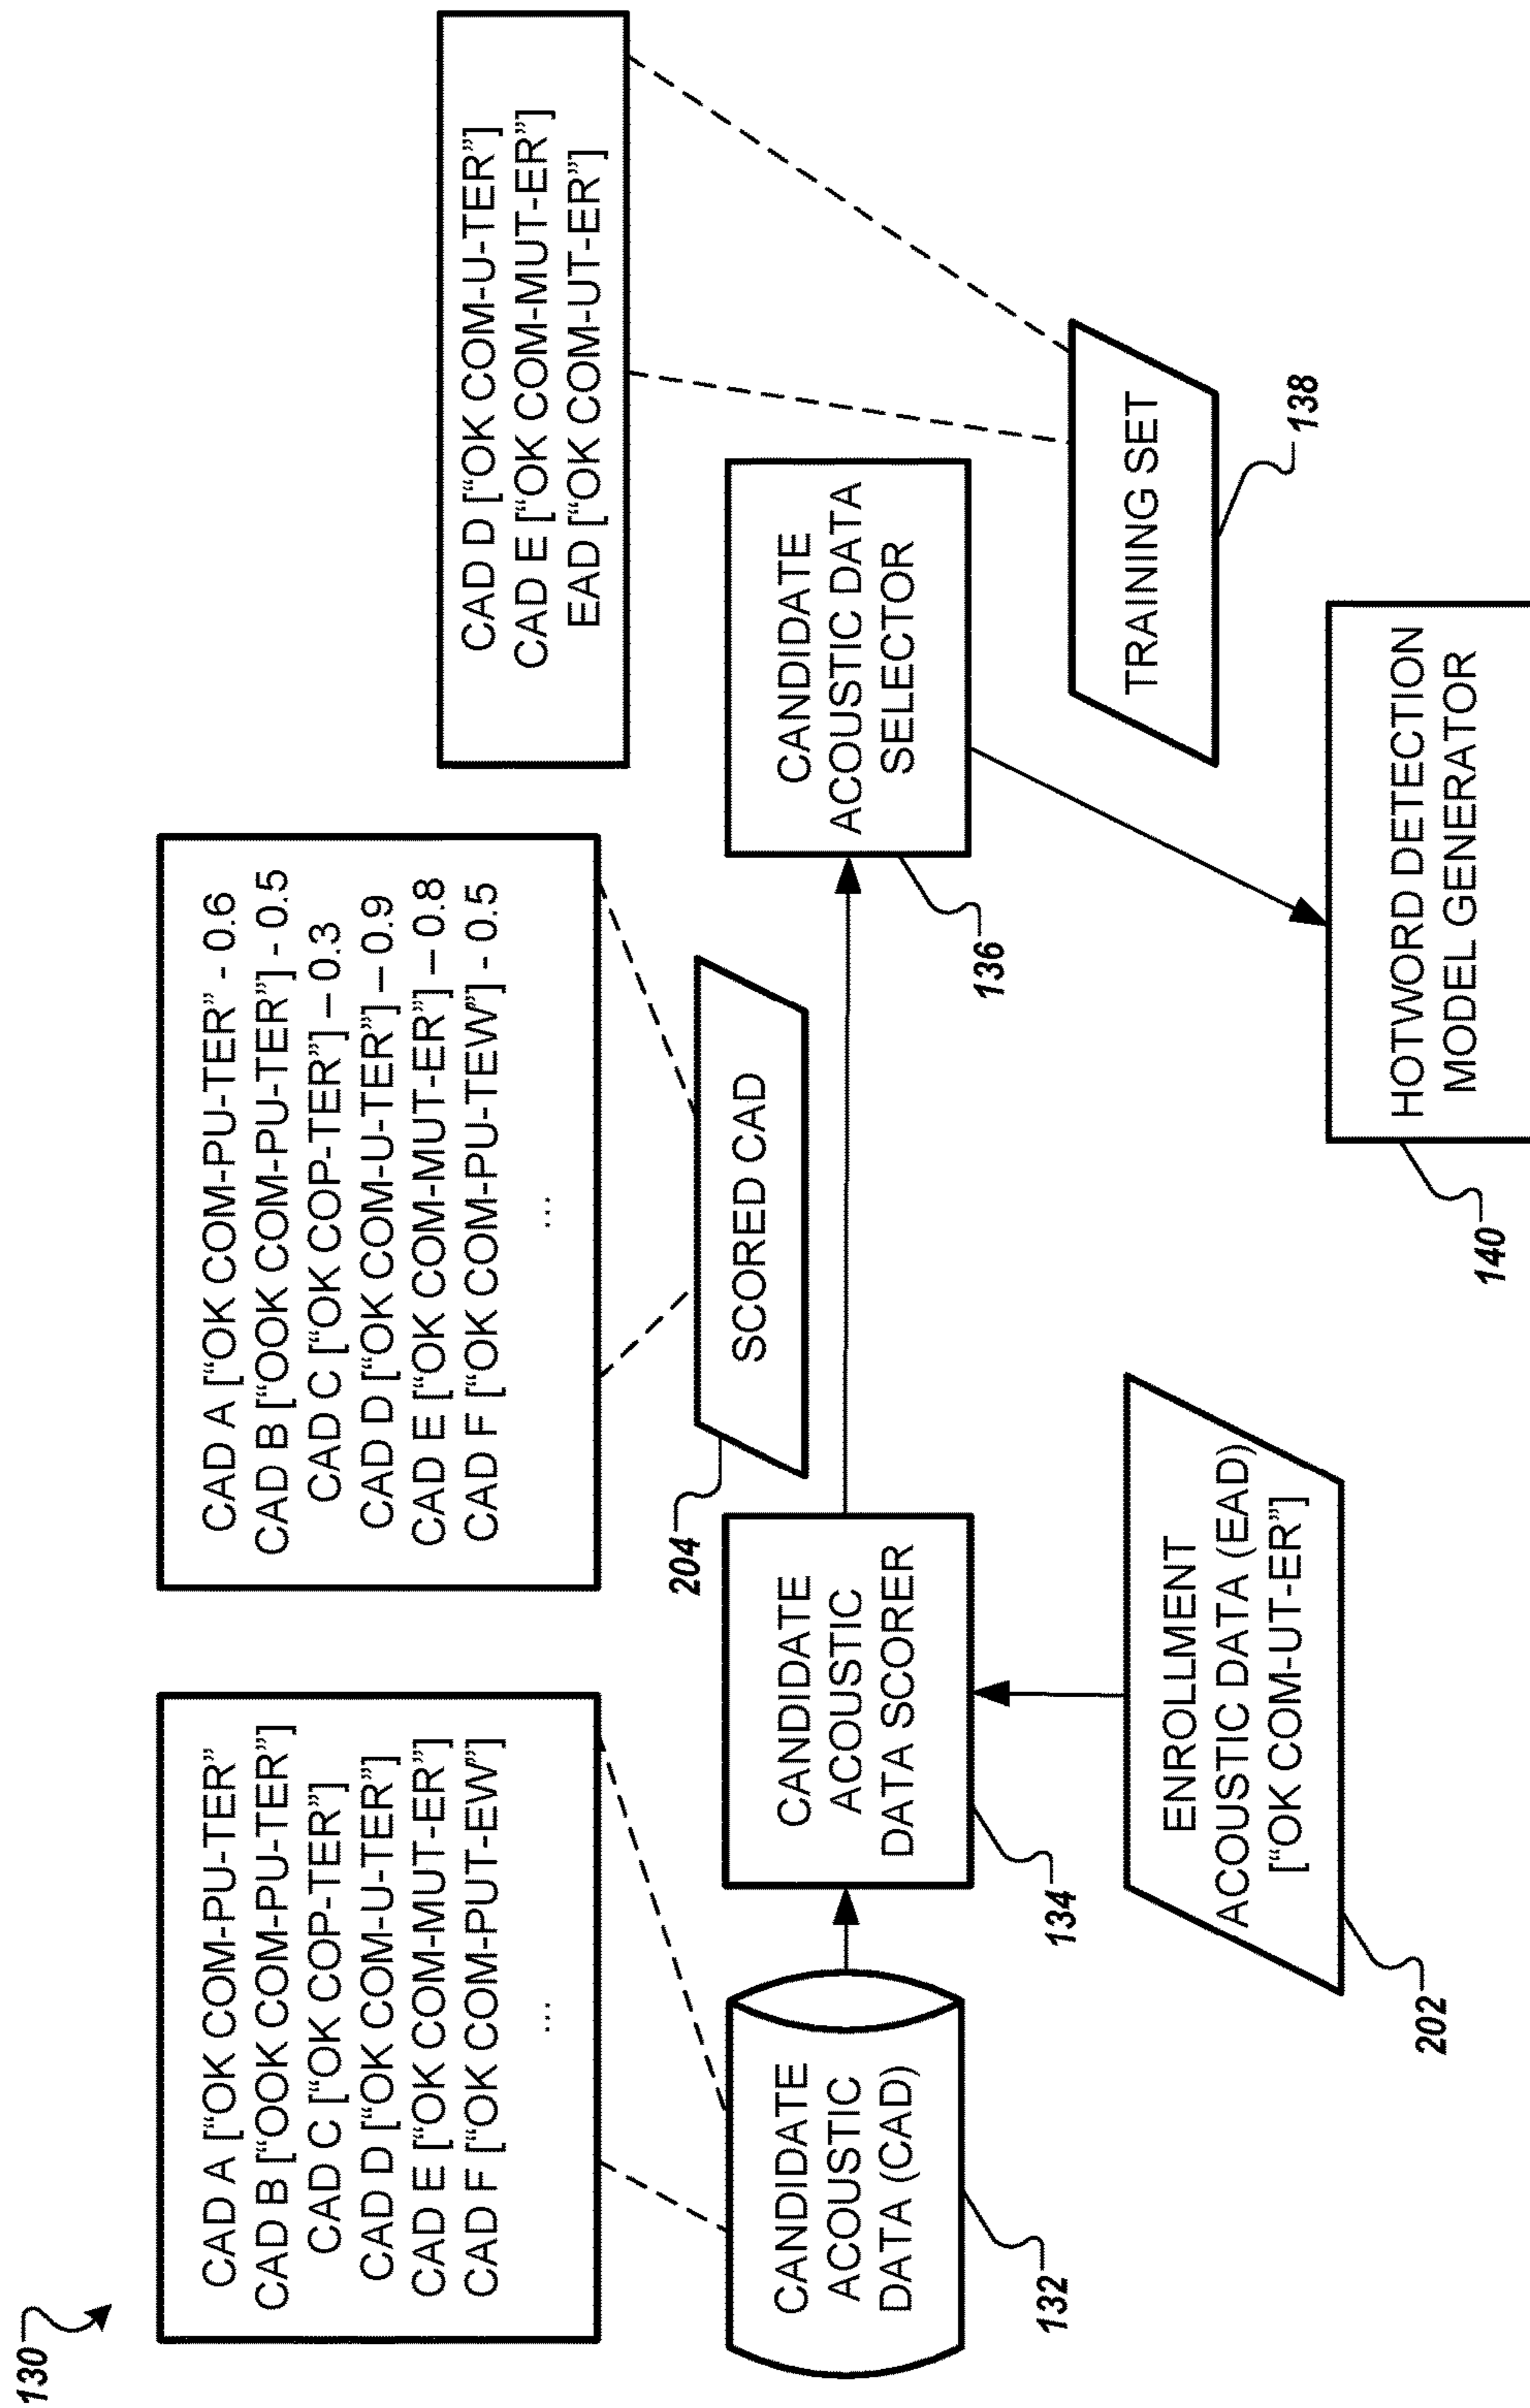 130
CAD A [“OK COM-PU-TER”
CAD B [“OOK COM-PU-TER”]
CAD C [“OK COP-TER”]
CAD D [“OK COM-U-TER”]
CAD E [“OK COM-MUT-ER”]
CAD F [“OK COM-PUT-EW”]
...
CAD A [“OK COM-PU-TER” - 0.6
CAD B [“OOK COM-PU-TER”] - 0.5
CAD C [“OK COP-TER”] – 0.3
CAD D [“OK COM-U-TER”] – 0.9
CAD E [“OK COM-MUT-ER”] – 0.8
CAD F [“OK COM-PU-TEW”] - 0.5
...
CAD D [“OK COM-U-TER”]
CAD E [“OK COM-MUT-ER”]
EAD [“OK COM-UT-ER”]
204
SCORED CAD
CANDIDATE
ACOUSTIC
DATA (CAD)
132
CANDIDATE
ACOUSTIC
DATA SCORER
134
CANDIDATE
ACOUSTIC DATA
SELECTOR
136
ENROLLMENT
ACOUSTIC DATA (EAD)
[“OK COM-UT-ER”]
202
TRAINING SET
138
HOTWORD DETECTION
MODEL GENERATOR
140